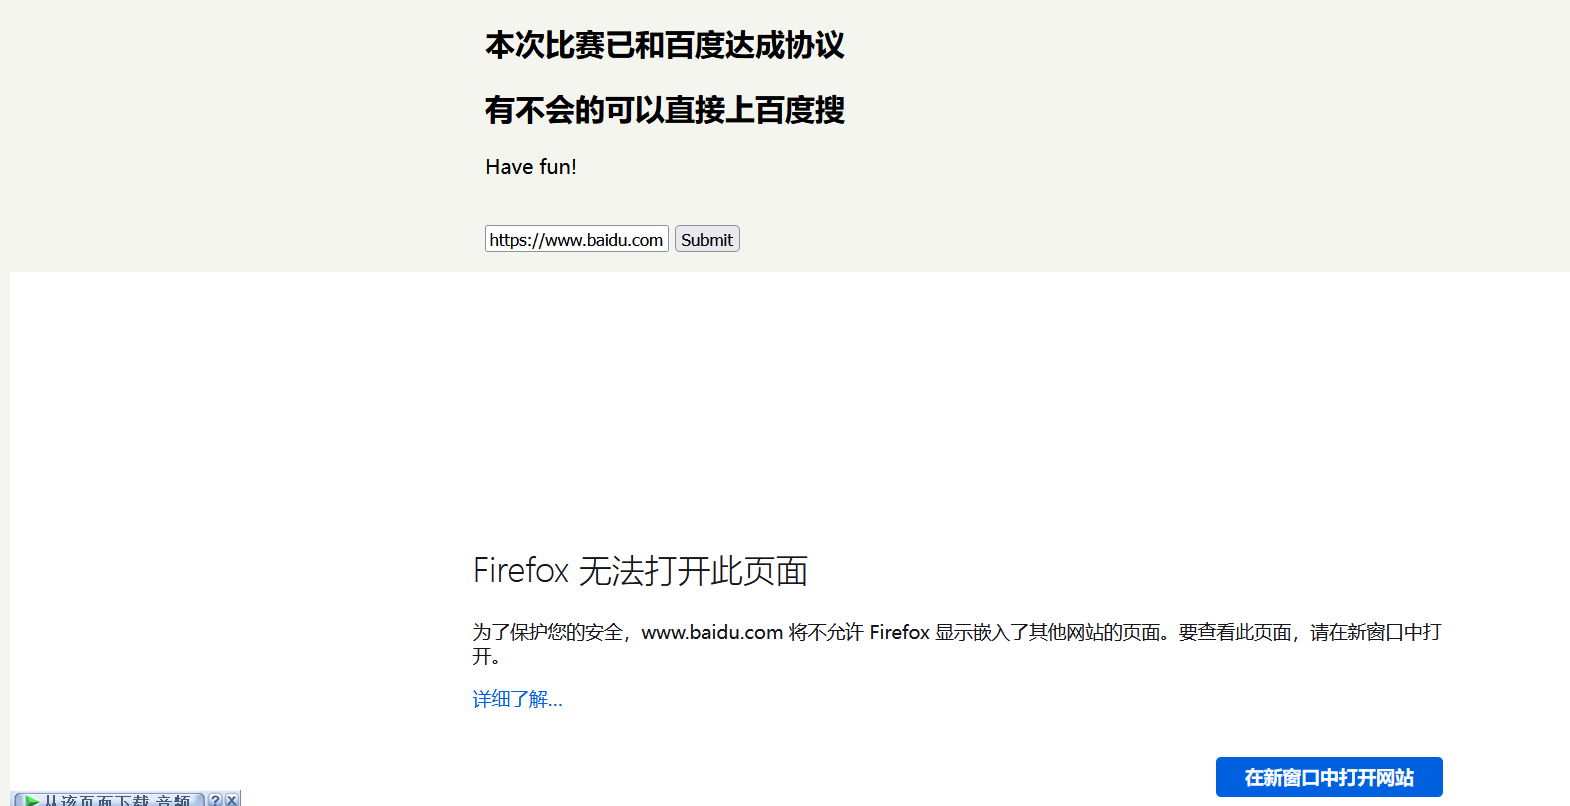 本次比赛已和百度达成协议
有不会的可以直接上百度搜
Have fun!
https://www.baidu.com Submit
Firefox 无法打开此页面
为了保护您的安全，www.baidu.com 将不允许 Firefox 显示嵌入了其他网站的页面。要查看此页面，请在新窗口中打
开。
详细了解...
在新窗口中打开网站
从该页面下载 音频 ? x